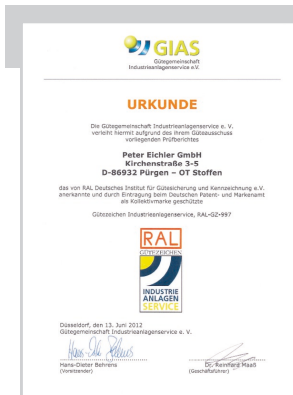 GIAS
Gütegemeinschaft
Industrieanlagenservice e.V.
URKUNDE
Die Gütegemeinschaft Industrieanlagenservice e. V.
verleiht hiermit aufgrund des ihrem Güteausschuss
vorliegenden Prüfberichtes
Peter Eichler GmbH
Kirchenstraße 3-5
D-86932 Pürgen – OT Stoffen
das von RAL Deutsches Institut für Gütesicherung und Kennzeichnung e.V.
anerkannte und durch Eintragung beim Deutschen Patent- und Markenamt
als Kollektivmarke geschützte
Gütezeichen Industrieanlagenservice, RAL-GZ-997
RAL
GÜTEZEICHEN
INDUSTRIE
ANLAGEN
SERVICE
Düsseldorf, den 13. Juni 2012
Gütegemeinschaft Industrieanlagenservice e. V.
Hans-Dieter Behrens
(Vorsitzender)
Dr. Reinhard Maaß
(Geschäftsführer)